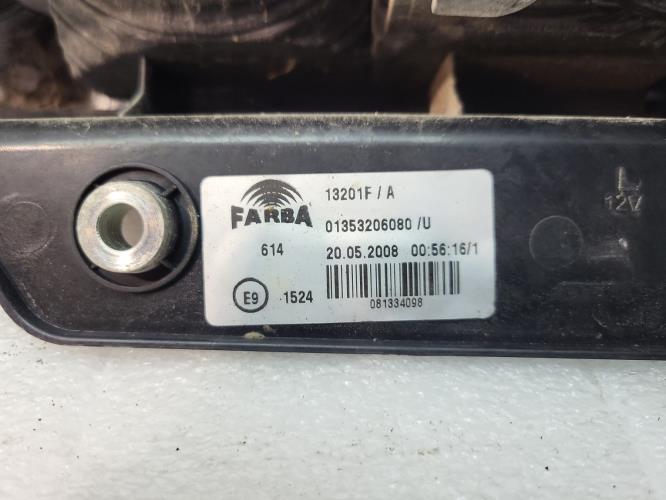 FARBA
13201F / A
01353206080 /U
614
20.05.2008 00:56:16/1
E9
1524
081334098
L
12V